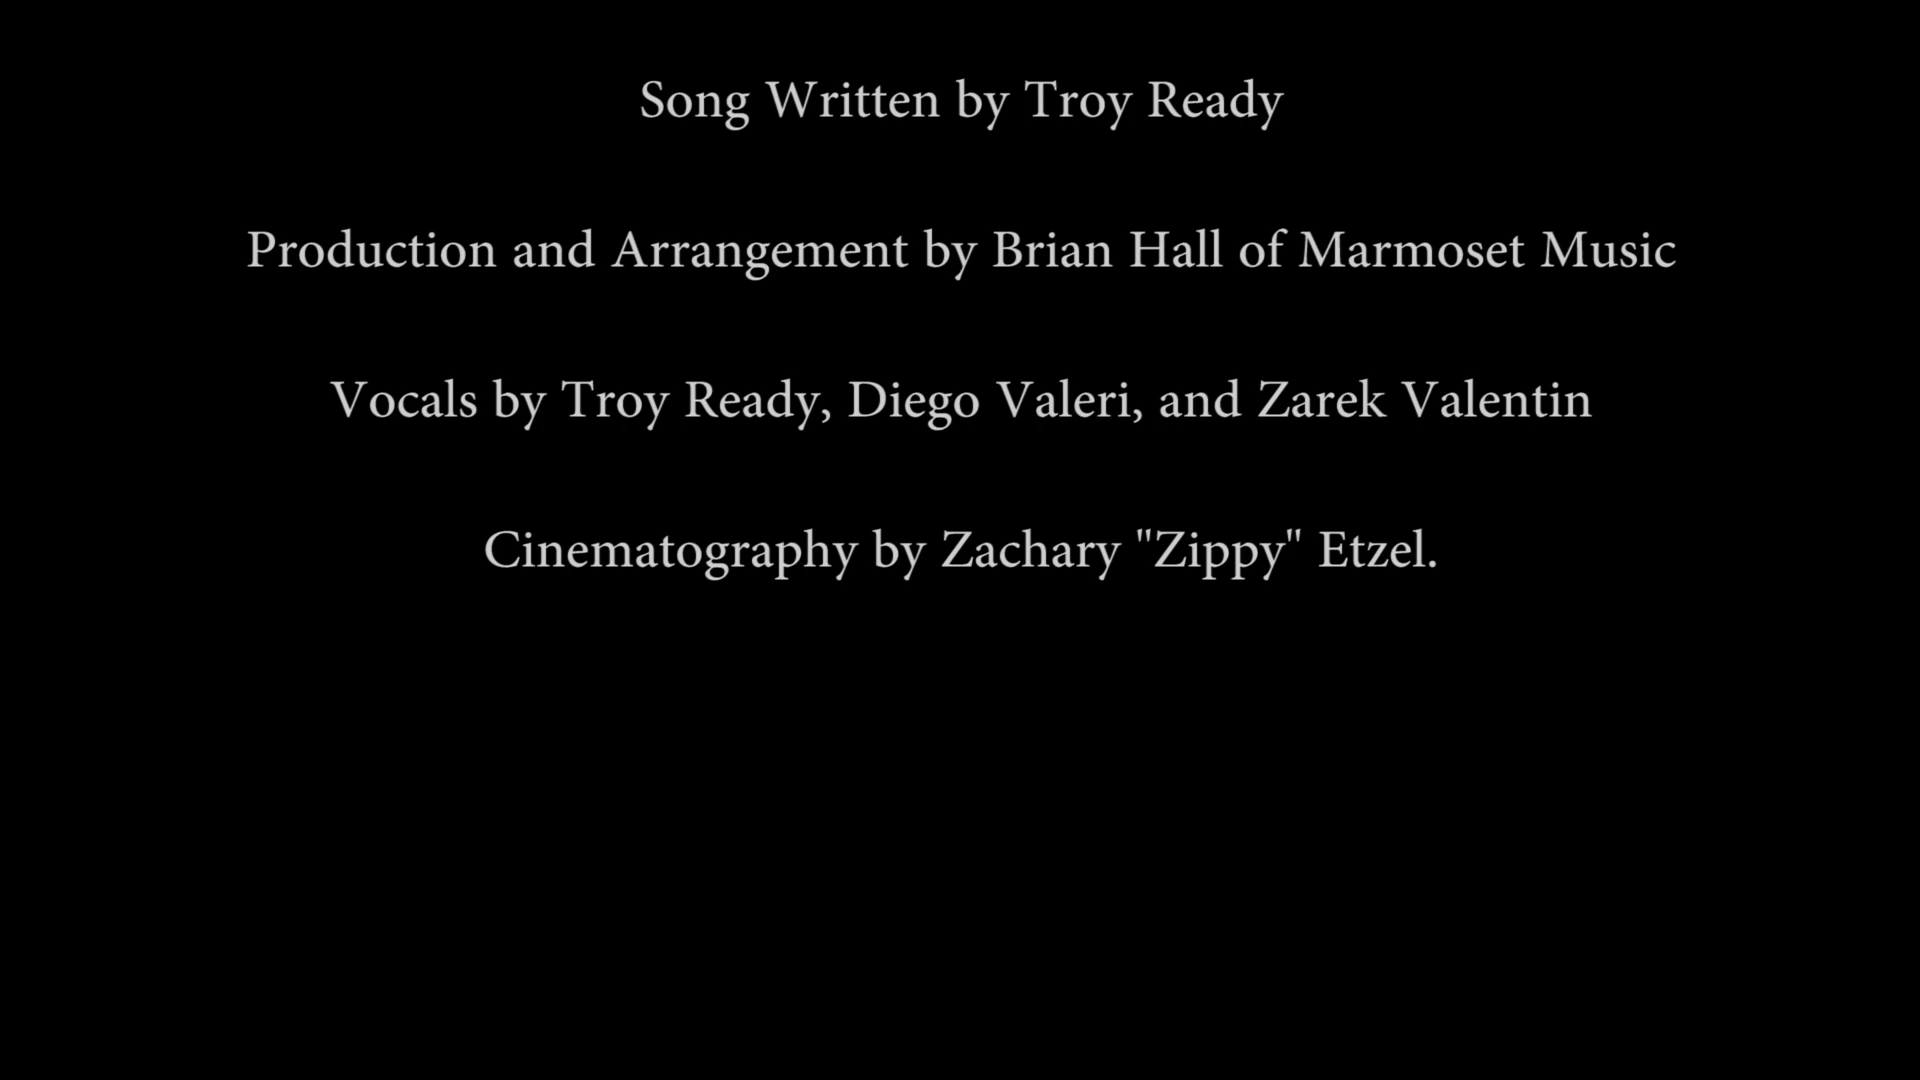 Song Written by Troy Ready
Production and Arrangement by Brian Hall of Marmoset Music
Vocals by Troy Ready, Diego Valeri, and Zarek Valentin
Cinematography by Zachary "Zippy" Etzel.